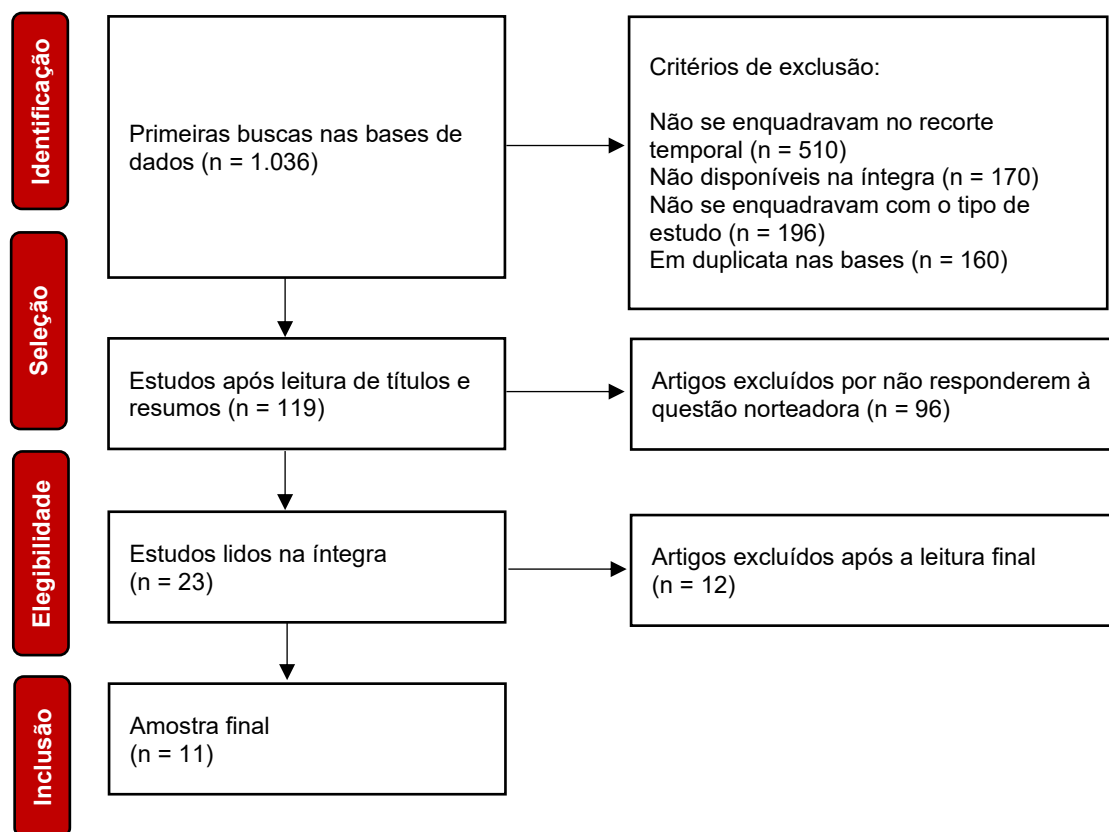 Identificação
Primeiras buscas nas bases de
dados (n = 1.036)
Critérios de exclusão:
Não se enquadravam no recorte
temporal (n = 510)
Não disponíveis na íntegra (n = 170)
Não se enquadravam com o tipo de
estudo (n = 196)
Em duplicata nas bases (n = 160)
Seleção
Estudos após leitura de títulos e
resumos (n = 119)
Artigos excluídos por não responderem à
questão norteadora (n = 96)
Elegibilidade
Estudos lidos na íntegra
(n = 23)
Artigos excluídos após a leitura final
(n = 12)
Inclusão
Amostra final
(n = 11)